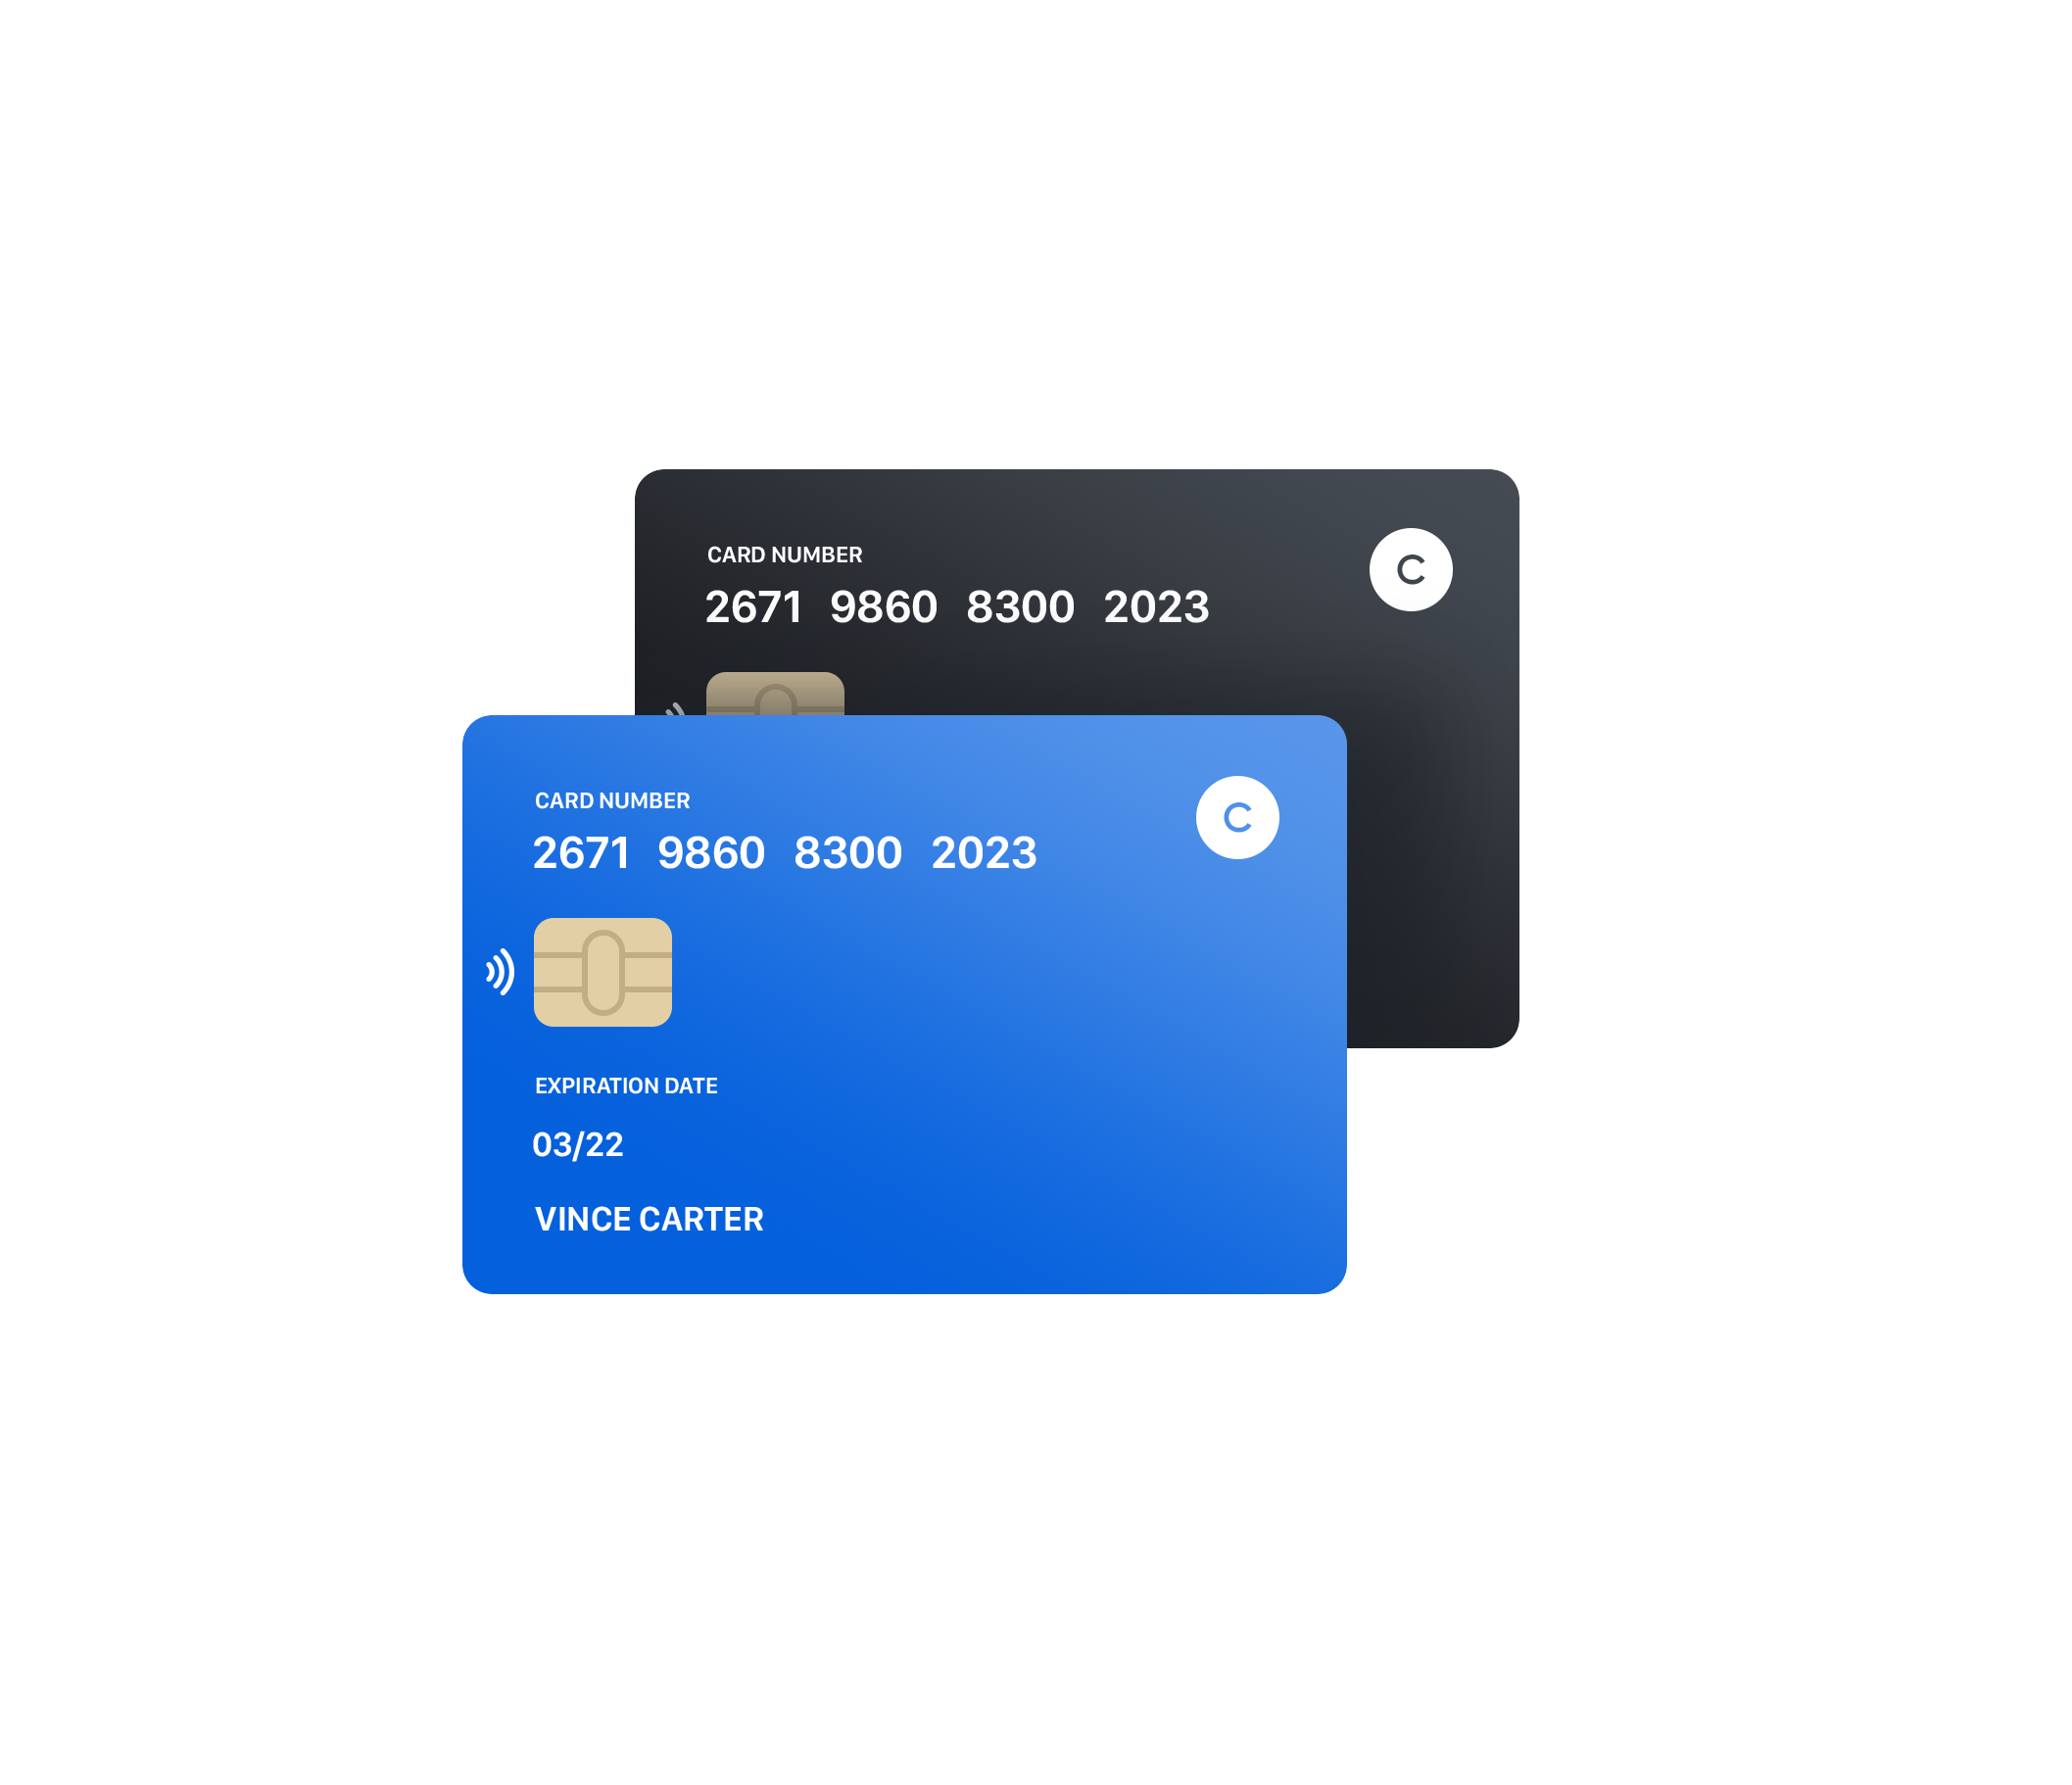 CARD NUMBER
C
2671 9860 8300 2023
CARD NUMBER
C
2671 9860 8300 2023
EXPIRATION DATE
03/22
VINCE CARTER